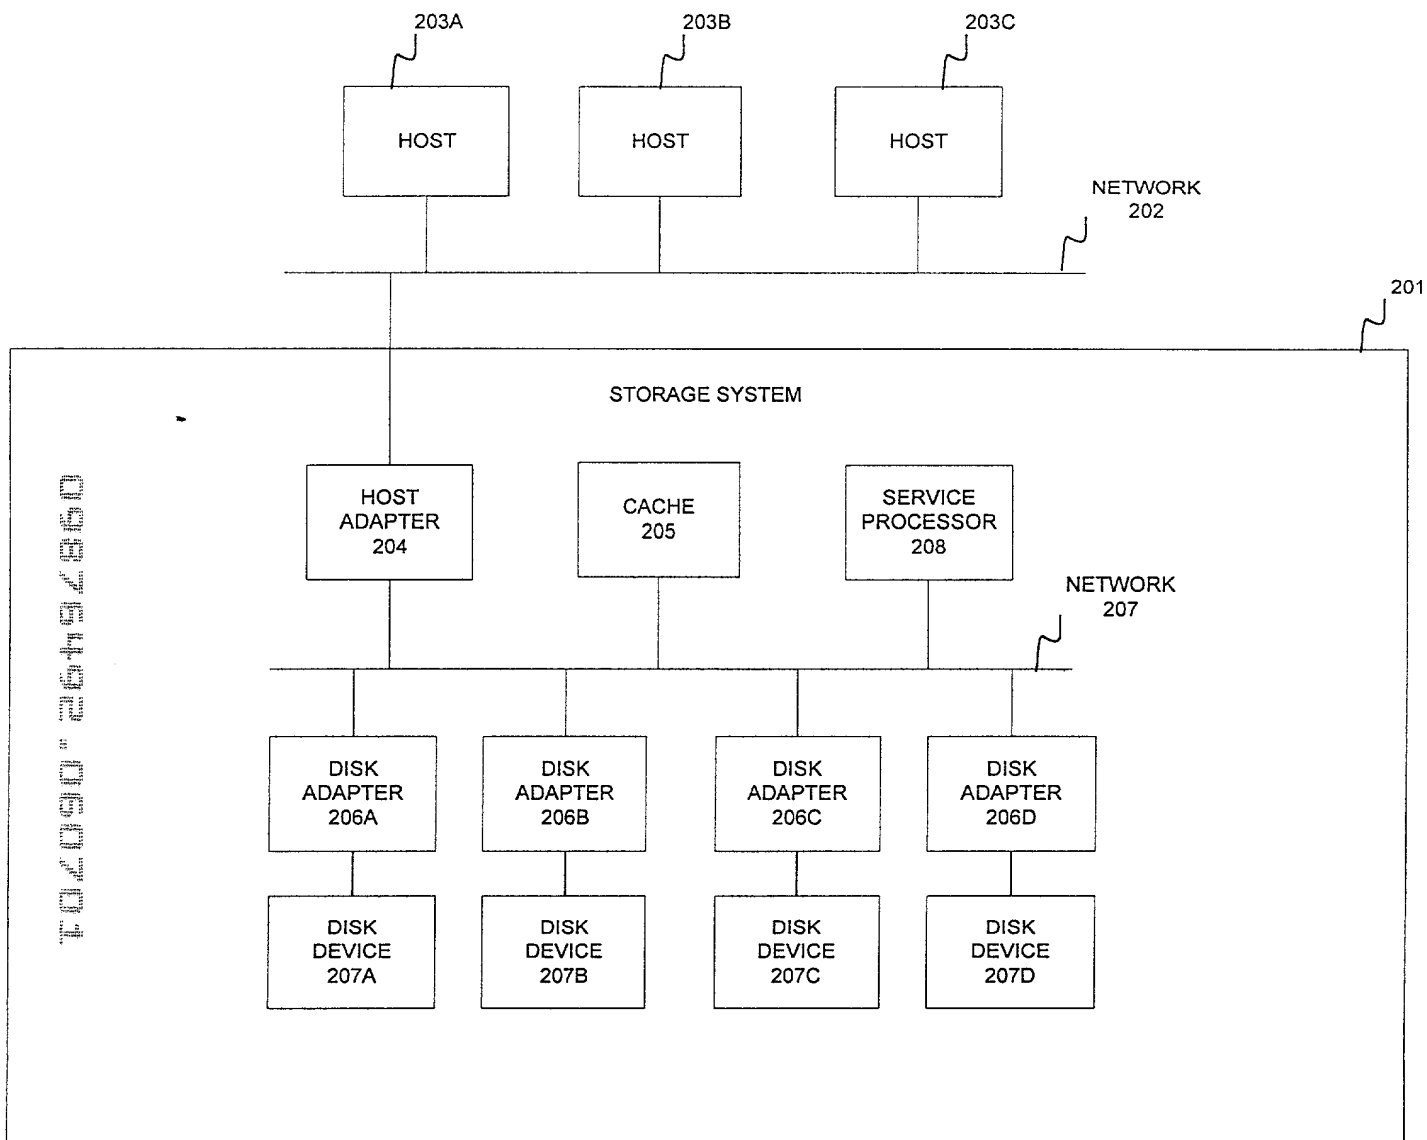 203A
203B
203C
HOST
HOST
HOST
NETWORK
202
201
STORAGE SYSTEM
HOST
ADAPTER
204
CACHE
205
SERVICE
PROCESSOR
208
NETWORK
207
DISK
ADAPTER
206A
DISK
ADAPTER
206B
DISK
ADAPTER
206C
DISK
ADAPTER
206D
DISK
DEVICE
207A
DISK
DEVICE
207B
DISK
DEVICE
207C
DISK
DEVICE
207D
09876492.060701